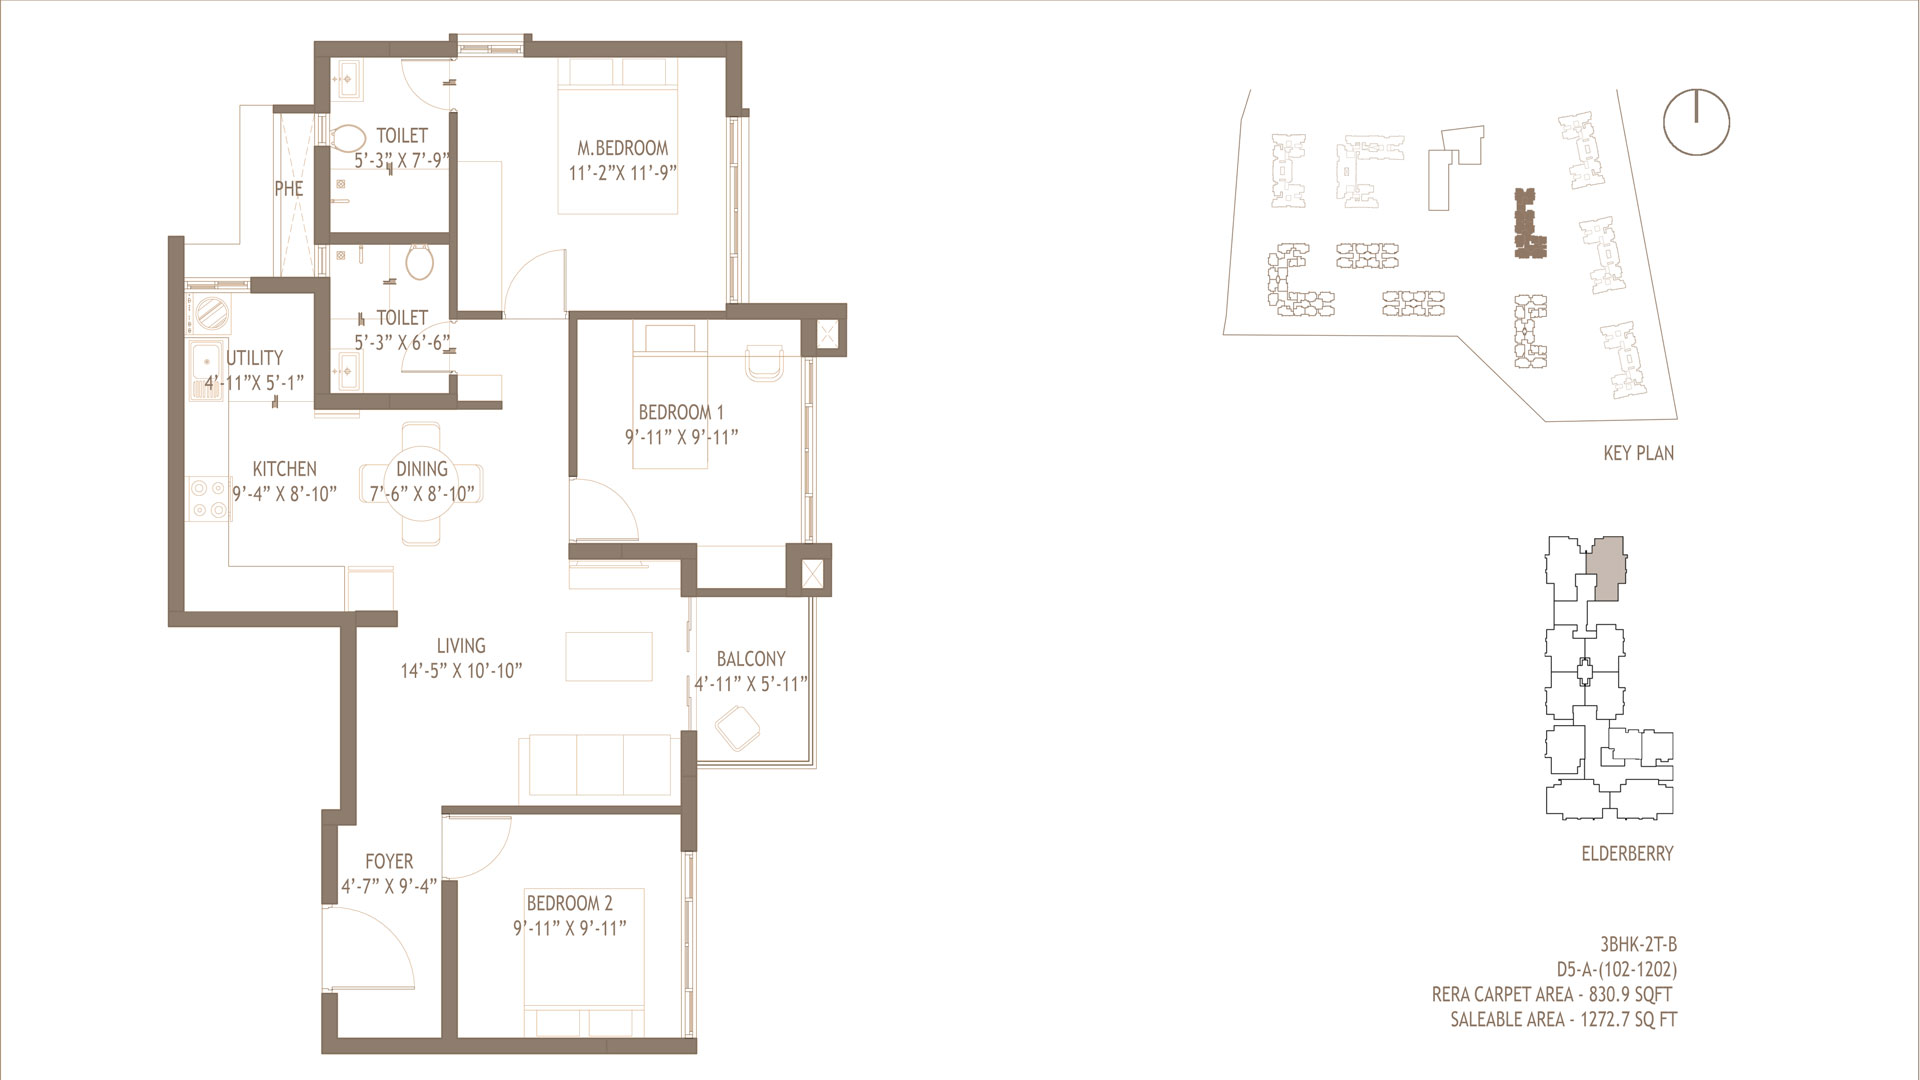 TOILET
5'-3” X 7'-9”
M.BEDROOM
11'-2”X 11'-9”
PHE
TOILET
5'-3” X 6'-6”
UTILITY
4'-11”X 5'-1”
BEDROOM 1
9'-11” X 9'-11”
KITCHEN
9'-4” X 8'-10”
DINING
7'-6” X 8'-10”
LIVING
14'-5” X 10'-10”
BALCONY
4'-11” X 5'-11”
FOYER
4'-7” X 9'-4”
BEDROOM 2
9'-11” X 9'-11”
KEY PLAN
ELDERBERRY
3BHK-2T-B
D5-A-(102-1202)
RERA CARPET AREA - 830.9 SQFT
SALEABLE AREA - 1272.7 SQ FT